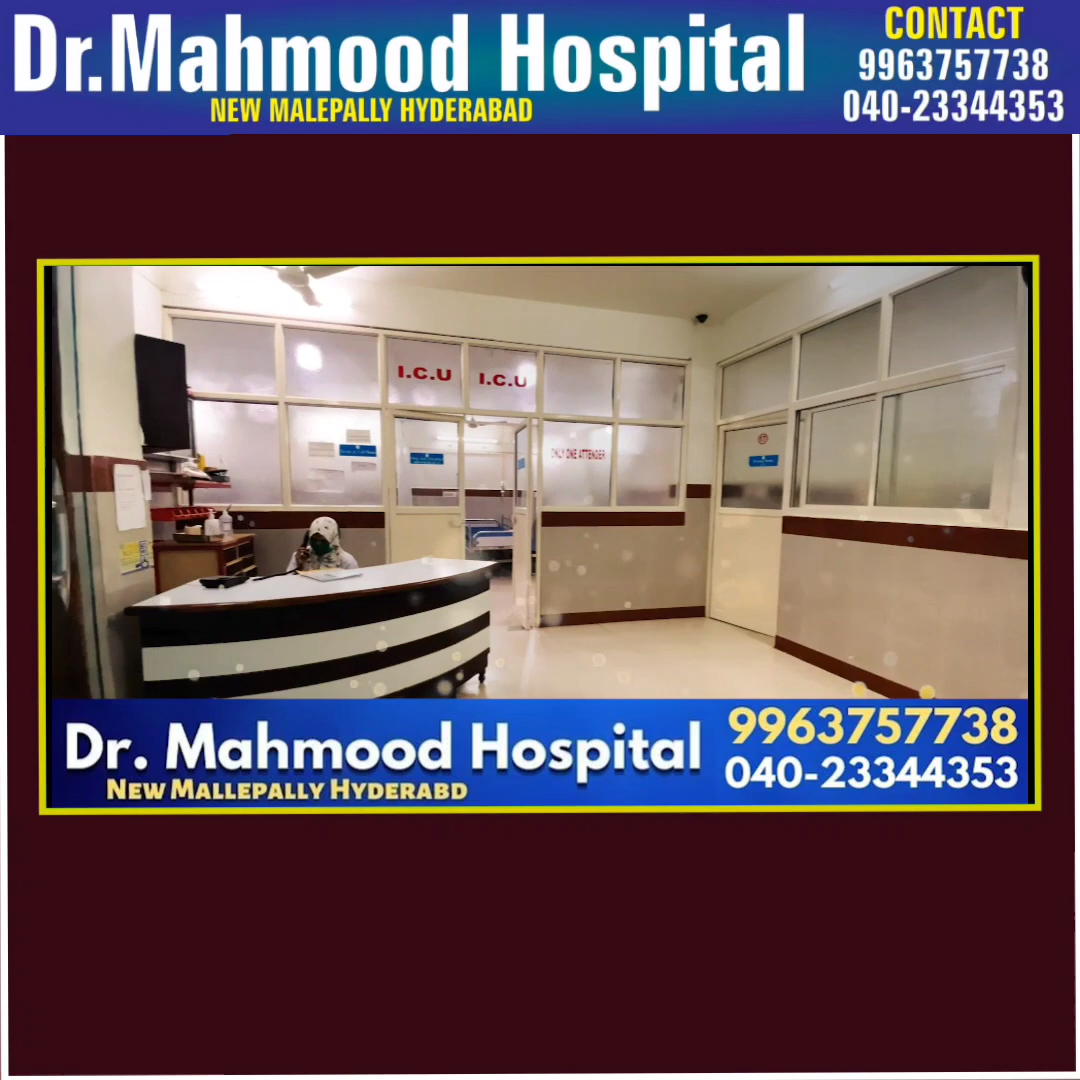 Dr.Mahmood Hospital
NEW MALEPALLY HYDERABAD
CONTACT
9963757738
040-23344353
I.C.U I.C.U
ONLY ONE ATTENDER
Dr. Mahmood Hospital
NEW MALLEPALLY HYDERABD
9963757738
040-23344353